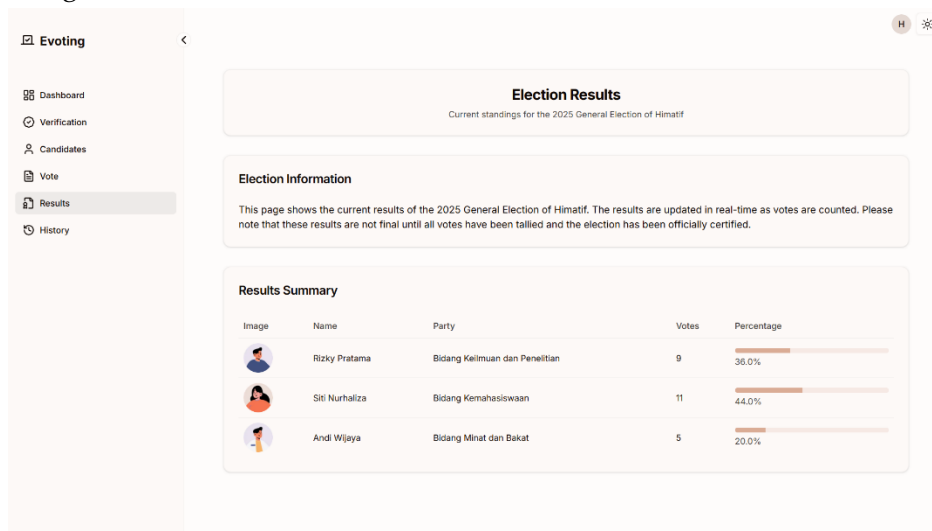 Evoting
H
Dashboard
Verification
Candidates
Vote
Results
History
Election Results
Current standings for the 2025 General Election of Himatif
Election Information
This page shows the current results of the 2025 General Election of Himatif. The results are updated in real-time as votes are counted. Please
note that these results are not final until all votes have been tallied and the election has been officially certified.
Results Summary
Image Name Party Votes Percentage
Rizky Pratama Bidang Keilmuan dan Penelitian 9 36.0%
Siti Nurhaliza Bidang Kemahasiswaan 11 44.0%
Andi Wijaya Bidang Minat dan Bakat 5 20.0%